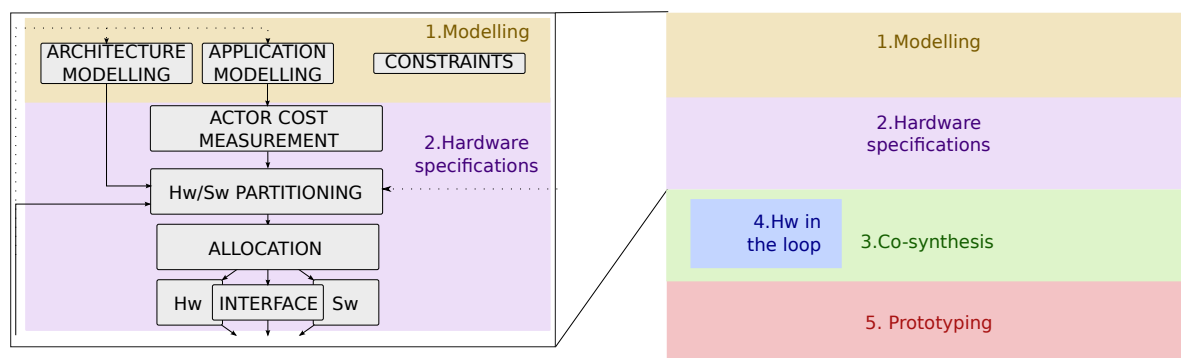 1.Modelling
ARCHITECTURE
MODELLING
APPLICATION
MODELLING
CONSTRAINTS
ACTOR COST
MEASUREMENT
2.Hardware
specifications
Hw/Sw PARTITIONING
ALLOCATION
Hw
INTERFACE
Sw
1.Modelling
2.Hardware
specifications
4.Hw in
the loop
3.Co-synthesis
5. Prototyping